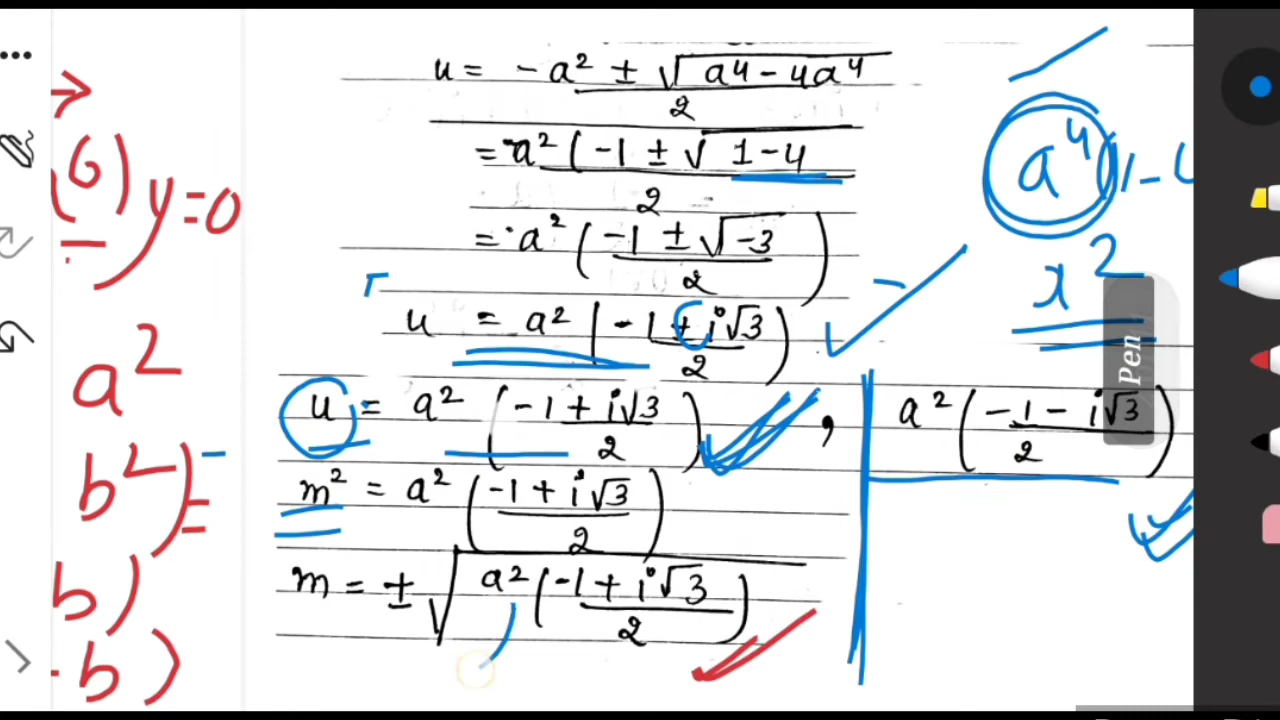 u = -a² ± √(a⁴ - 4a⁴) / 2
= a² (-1 ± √(1-4) / 2
= a² ( (-1 ± √-3) / 2 )
u = a² ( (-1 + i√3) / 2 )
u = a² ( (-1 + i√3) / 2 ) , a² ( (-1 - i√3) / 2 )
m² = a² ( (-1 + i√3) / 2 )
m = ± √ a² ( (-1 + i√3) / 2 )
6) y=0
a²
b²) =
b)
-b)
a⁴ (1-4
x²
Pen